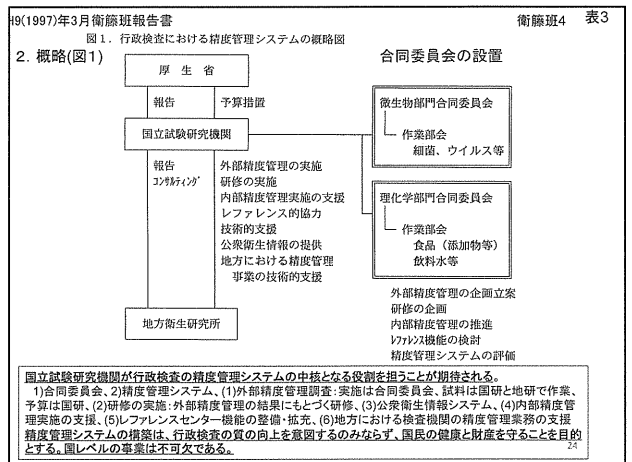 H9(1997)年3月衛藤班報告書
衛藤班4 表3
図1．行政検査における精度管理システムの概略図
2．概略(図1)
合同委員会の設置
厚生省
報告
予算措置
国立試験研究機関
報告
コンサルティング
外部精度管理の実施
研修の実施
内部精度管理実施の支援
レファレンス的協力
技術的支援
公衆衛生情報の提供
地方における精度管理
事業の技術的支援
地方衛生研究所
微生物部門合同委員会
作業部会
細菌、ウイルス等
理化学部門合同委員会
作業部会
食品（添加物等）
飲料水等
外部精度管理の企画立案
研修の企画
内部精度管理の推進
レファレンス機能の検討
精度管理システムの評価
国立試験研究機関が行政検査の精度管理システムの中核となる役割を担うことが期待される。
1)合同委員会、2)精度管理システム、(1)外部精度管理調査：実施は合同委員会、試料は国研と地研で作業、
予算は国研、(2)研修の実施：外部精度管理の結果にもとづく研修、(3)公衆衛生情報システム、(4)内部精度管
理実施の支援、(5)レファレンスセンター機能の整備・拡充、(6)地方における検査機関の精度管理業務の支援
精度管理システムの構築は、行政検査の質の向上を意図するのみならず、国民の健康と財産を守ることを目的
とする。国レベルの事業は不可欠である。
24